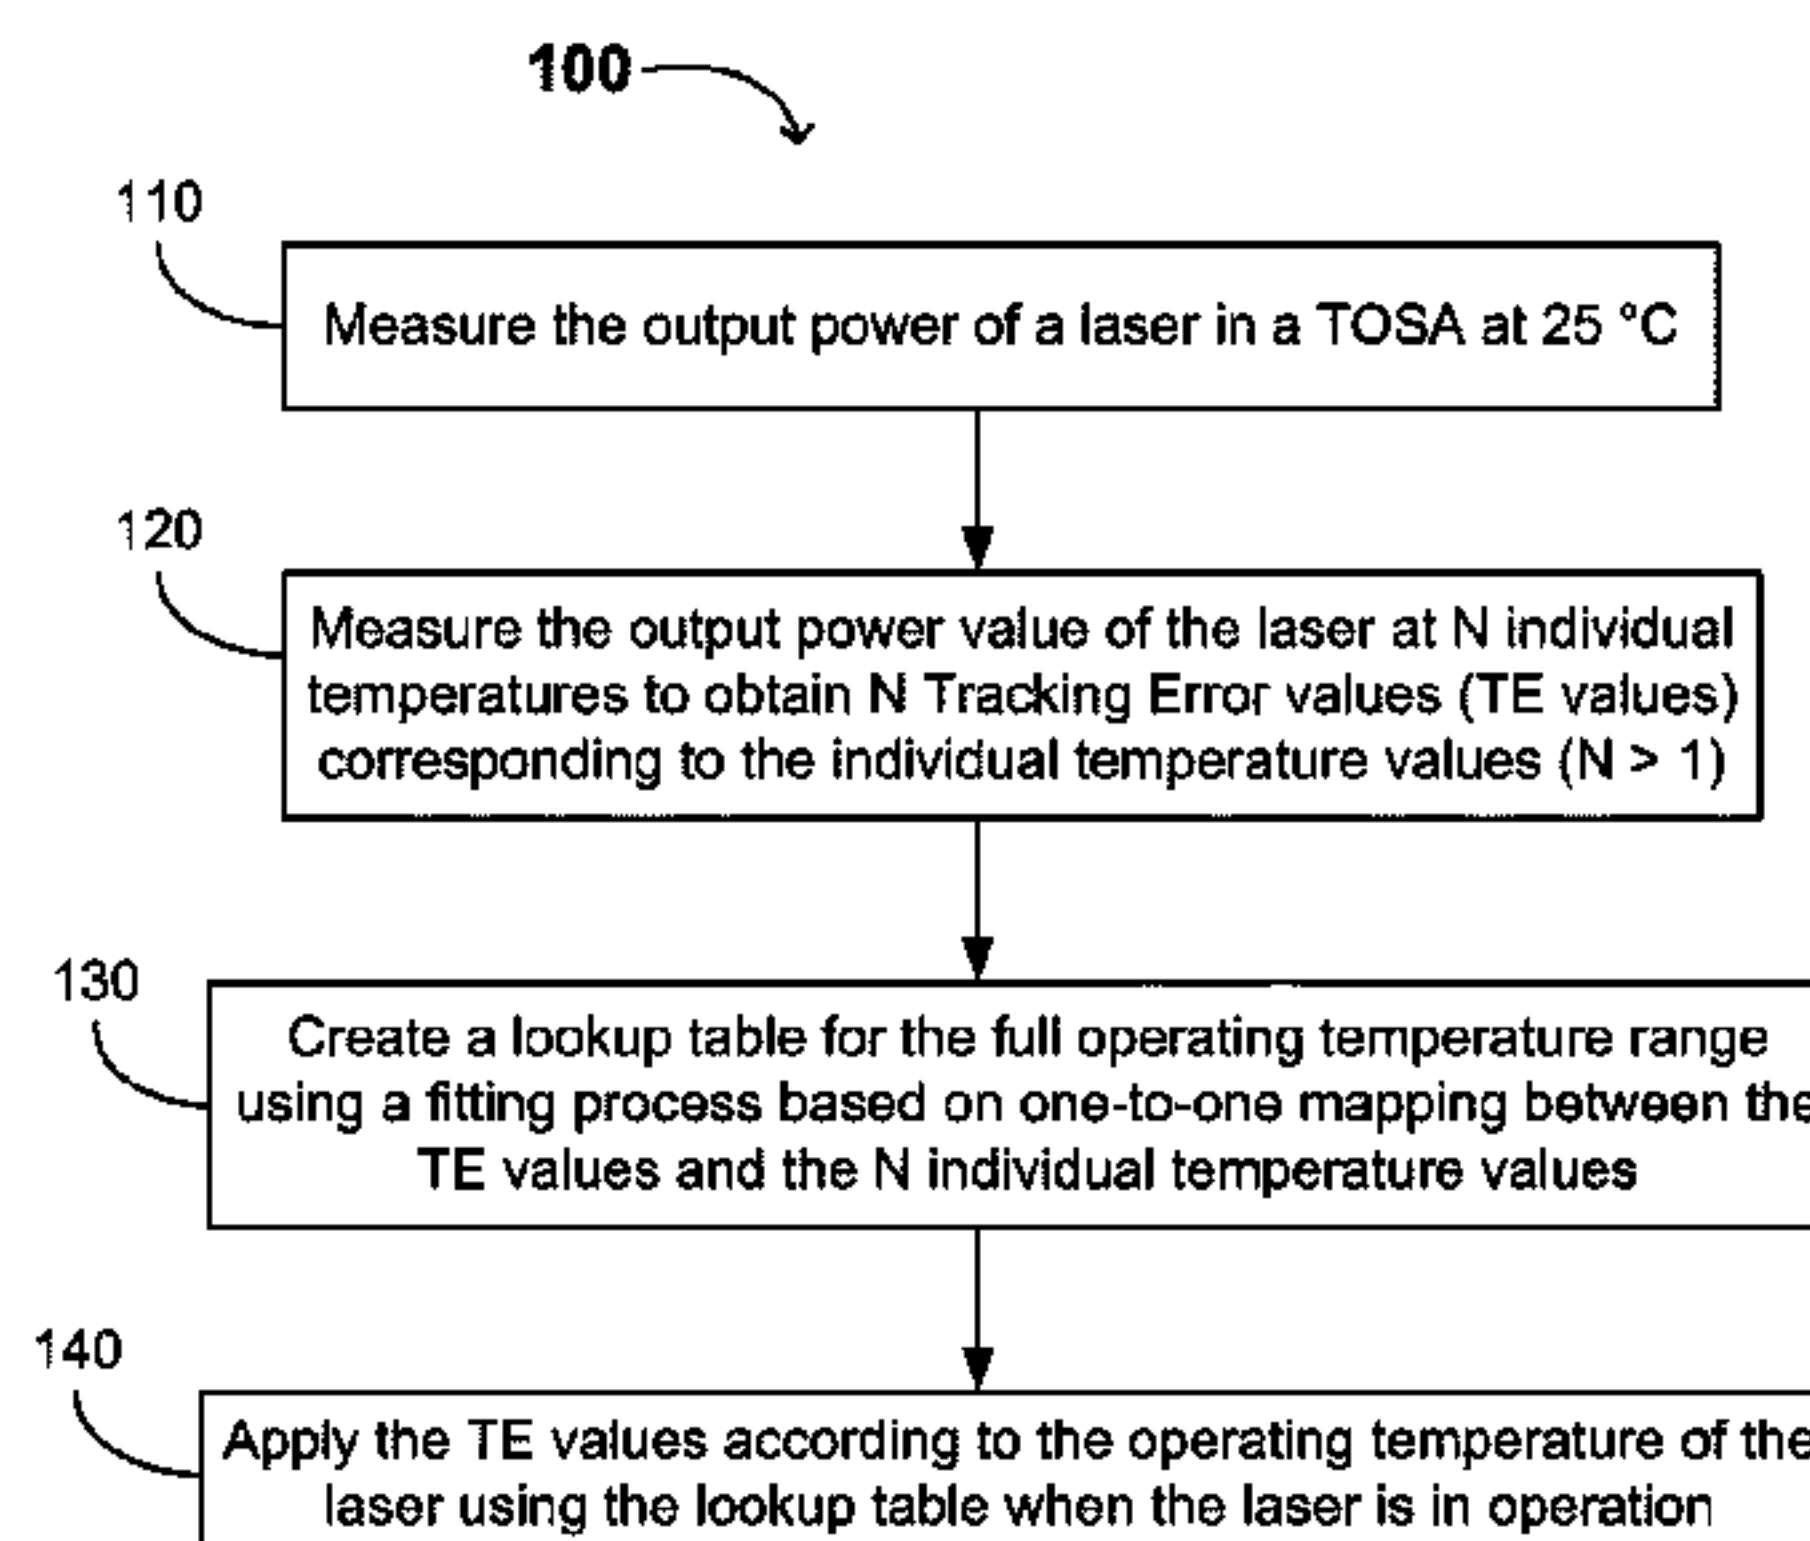 100
110
Measure the output power of a laser in a TOSA at 25 °C
120
Measure the output power value of the laser at N individual
temperatures to obtain N Tracking Error values (TE values)
corresponding to the individual temperature values (N > 1)
130
Create a lookup table for the full operating temperature range
using a fitting process based on one-to-one mapping between the
TE values and the N individual temperature values
140
Apply the TE values according to the operating temperature of the
laser using the lookup table when the laser is in operation